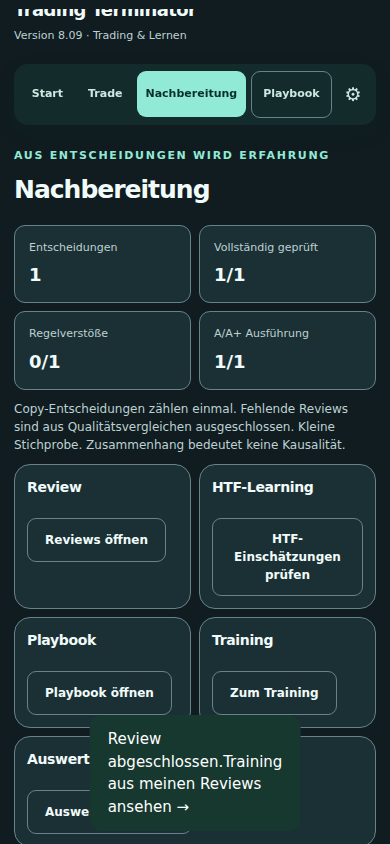 Trading Terminator
Version 8.09 · Trading & Lernen
Start
Trade
Nachbereitung
Playbook
AUS ENTSCHEIDUNGEN WIRD ERFAHRUNG
Nachbereitung
Entscheidungen
1
Vollständig geprüft
1/1
Regelverstöße
0/1
A/A+ Ausführung
1/1
Copy-Entscheidungen zählen einmal. Fehlende Reviews
sind aus Qualitätsvergleichen ausgeschlossen. Kleine
Stichprobe. Zusammenhang bedeutet keine Kausalität.
Review
Reviews öffnen
HTF-Learning
HTF-
Einschätzungen
prüfen
Playbook
Playbook öffnen
Training
Zum Training
Review
abgeschlossen.Training
aus meinen Reviews
ansehen →